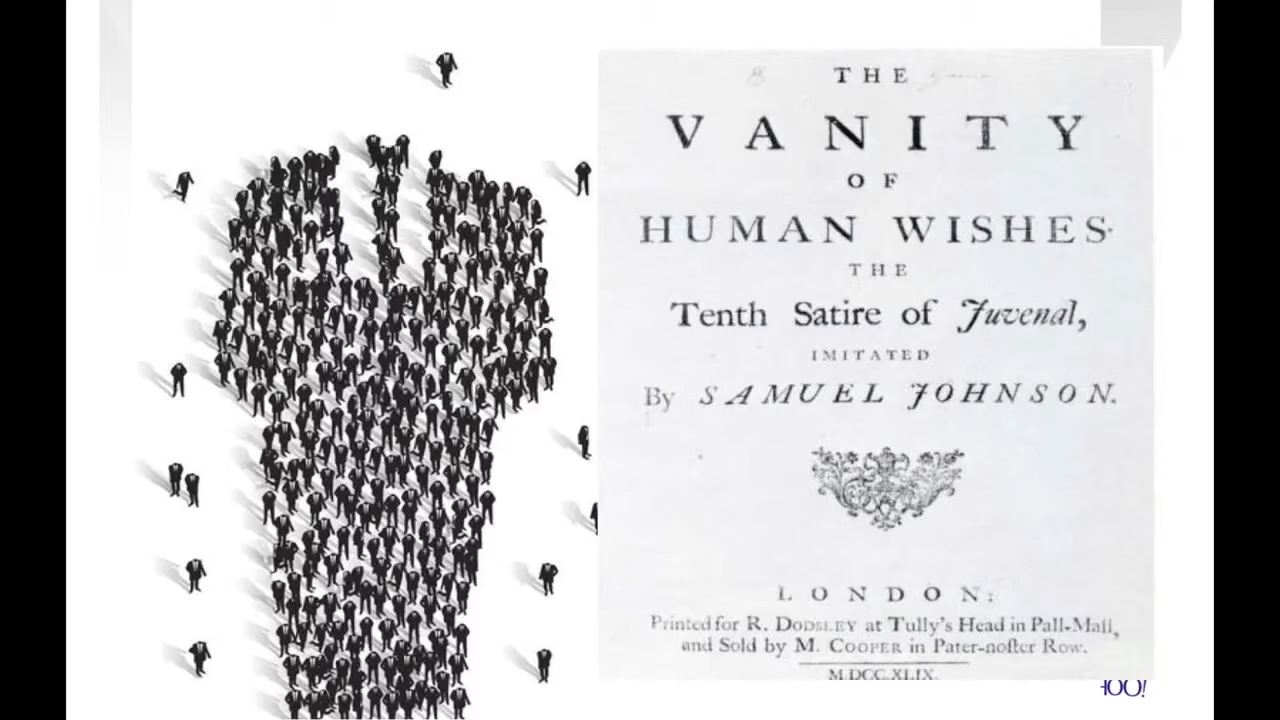 THE
VANITY
OF
HUMAN WISHES.
THE
Tenth Satire of Juvenal,
IMITATED
By SAMUEL JOHNSON.
LONDON:
Printed for R. DODSLEY at Tully's Head in Pall-Mall,
and Sold by M. COOPER in Pater-noſter Row.
M.DCC.XLIX.